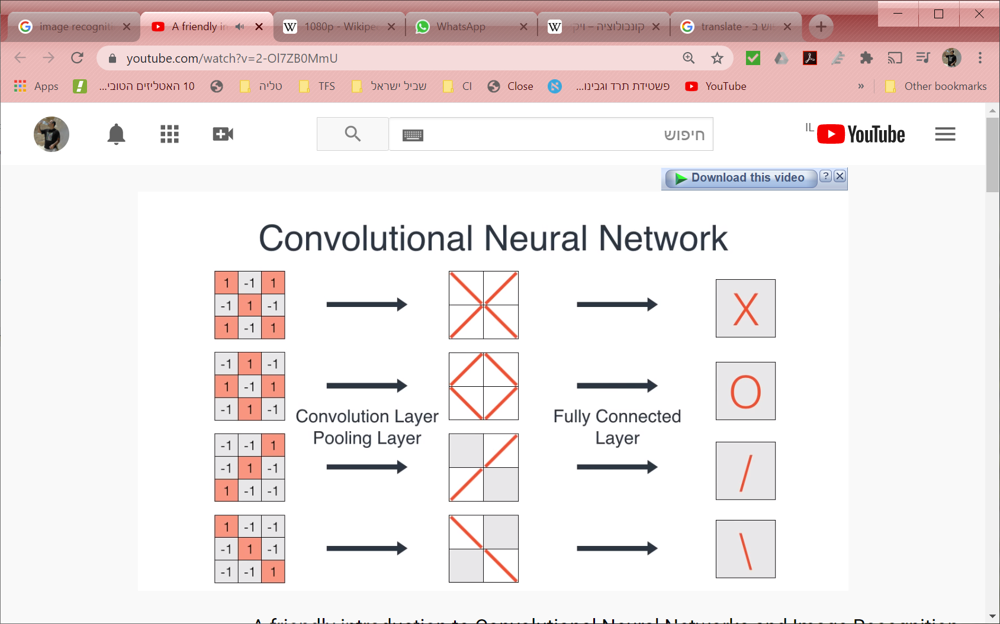 image recogniti
A friendly in
1080p - Wikipe
WhatsApp
קונבולוציה – ויק
translate - פוש ב
youtube.com/watch?v=2-Ol7ZB0MmU
Apps
10 האטליזים הטובי...
טליה
TFS
שביל ישראל
CI
Close
פשטידת תרד וגבינו...
YouTube
»
Other bookmarks
חיפוש
IL
YouTube
Download this video
?
Convolutional Neural Network
1 -1 1
-1 1 -1
1 -1 1
X
-1 1 -1
1 -1 1
-1 1 -1
O
Convolution Layer
Pooling Layer
Fully Connected
Layer
-1 -1 1
-1 1 -1
1 -1 -1
/
1 -1 -1
-1 1 -1
-1 -1 1
\
A friendly introduction to Convolutional Neural Networks and Image Recognition